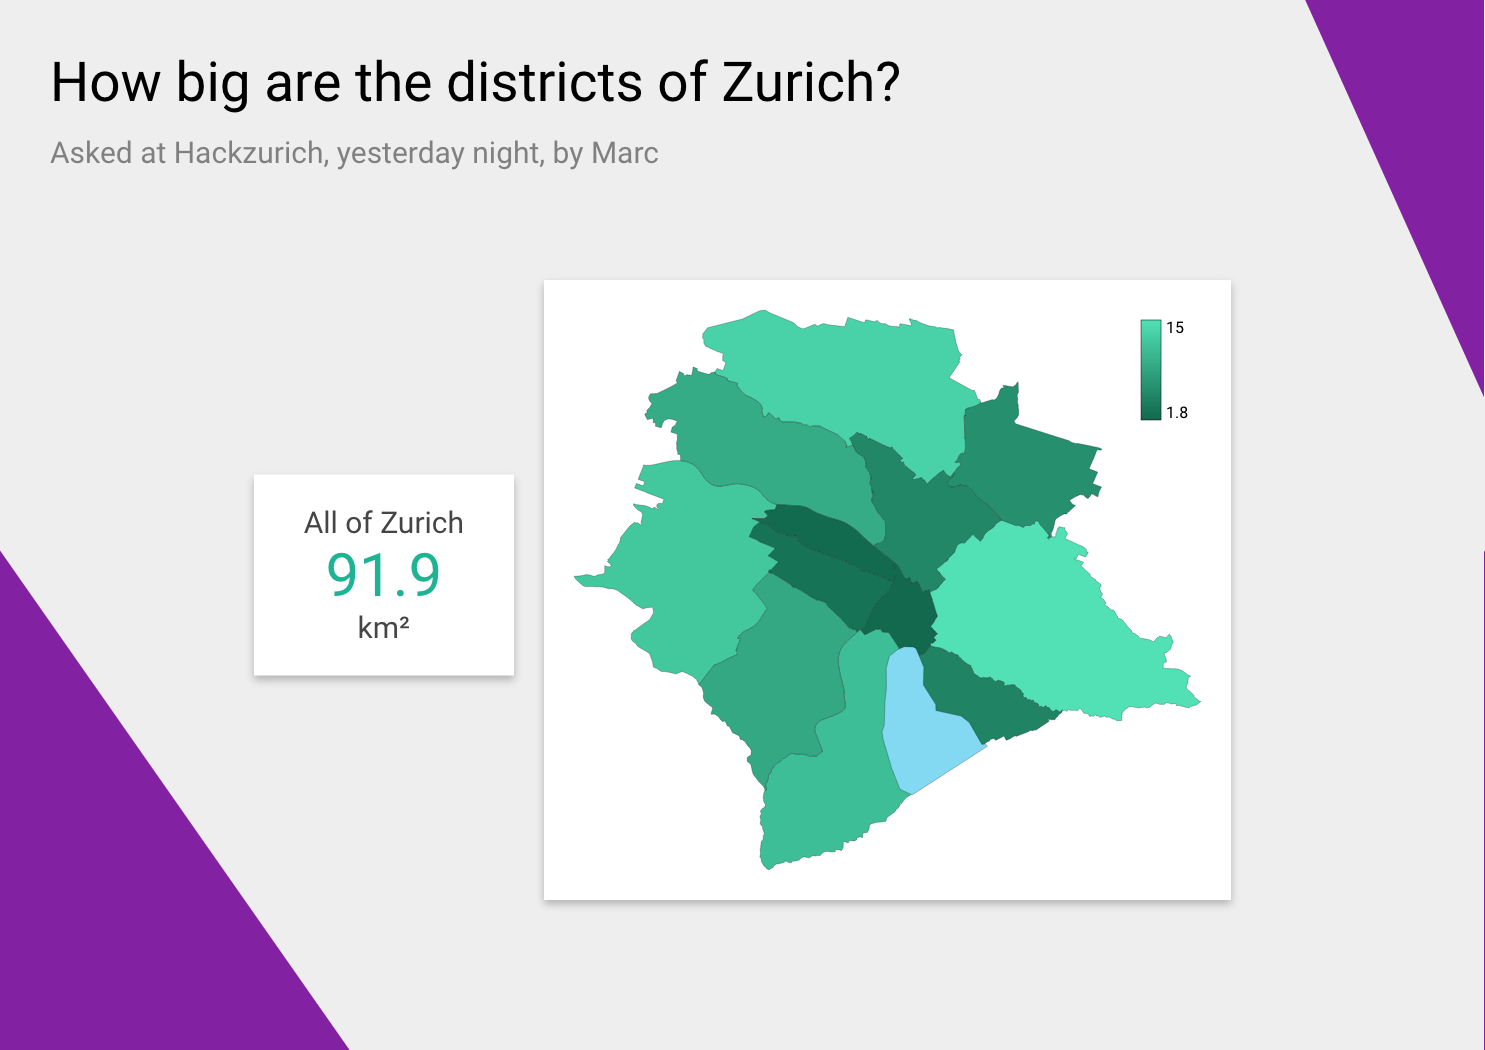 How big are the districts of Zurich?
Asked at Hackzurich, yesterday night, by Marc
All of Zurich
91.9
km²
15
1.8